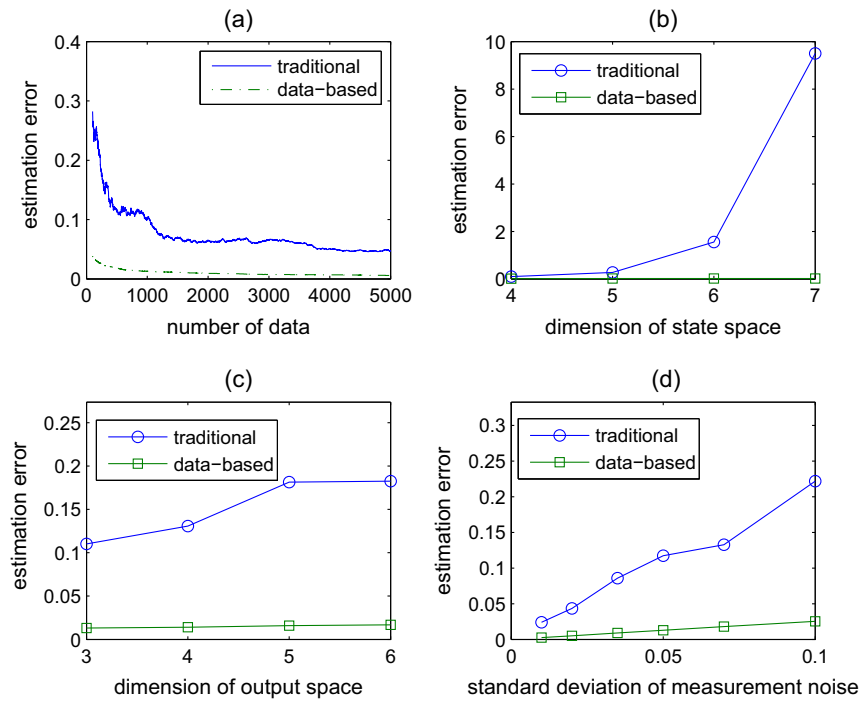 (a)
0.4
0.3
0.2
0.1
0
estimation error
traditional
data−based
0
1000
2000
3000
4000
5000
number of data
(b)
10
8
6
4
2
0
estimation error
traditional
data−based
4
5
6
7
dimension of state space
(c)
0.25
0.2
0.15
0.1
0.05
0
estimation error
traditional
data−based
3
4
5
6
dimension of output space
(d)
0.3
0.25
0.2
0.15
0.1
0.05
0
estimation error
traditional
data−based
0
0.05
0.1
standard deviation of measurement noise